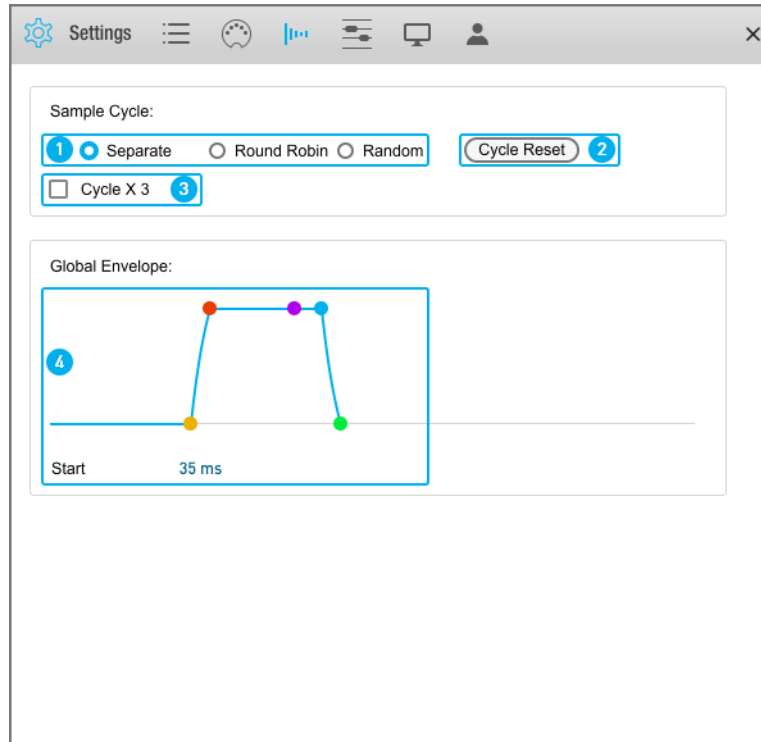 Settings
Sample Cycle:
1 Separate Round Robin Random Cycle Reset 2
Cycle X 3 3
Global Envelope:
4
Start 35 ms